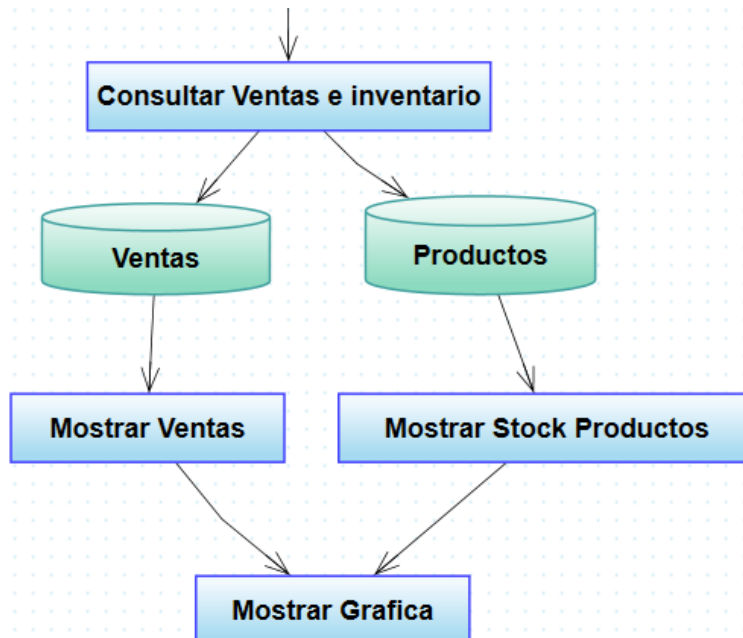 Consultar Ventas e inventario
Ventas
Productos
Mostrar Ventas
Mostrar Stock Productos
Mostrar Grafica